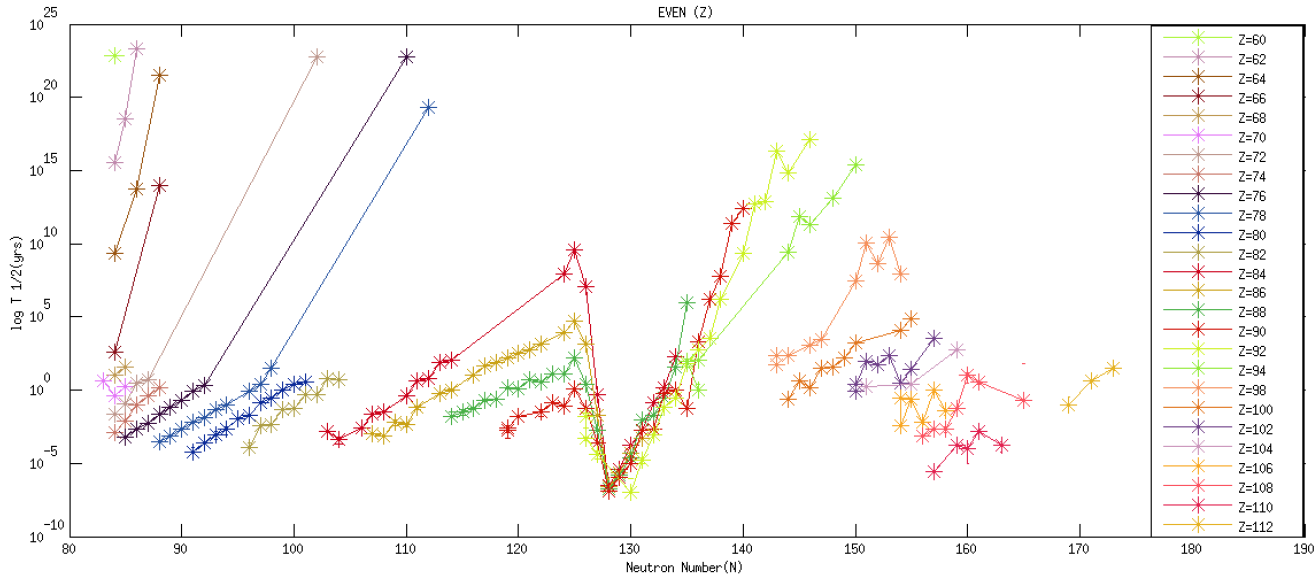 EVEN (Z)
10^25
10^20
10^15
10^10
10^5
10^0
10^-5
10^-10
log T 1/2(yrs)
80 90 100 110 120 130 140 150 160 170 180 190
Neutron Number(N)
Z=60
Z=62
Z=64
Z=66
Z=68
Z=70
Z=72
Z=74
Z=76
Z=78
Z=80
Z=82
Z=84
Z=86
Z=88
Z=90
Z=92
Z=94
Z=98
Z=100
Z=102
Z=104
Z=106
Z=108
Z=110
Z=112